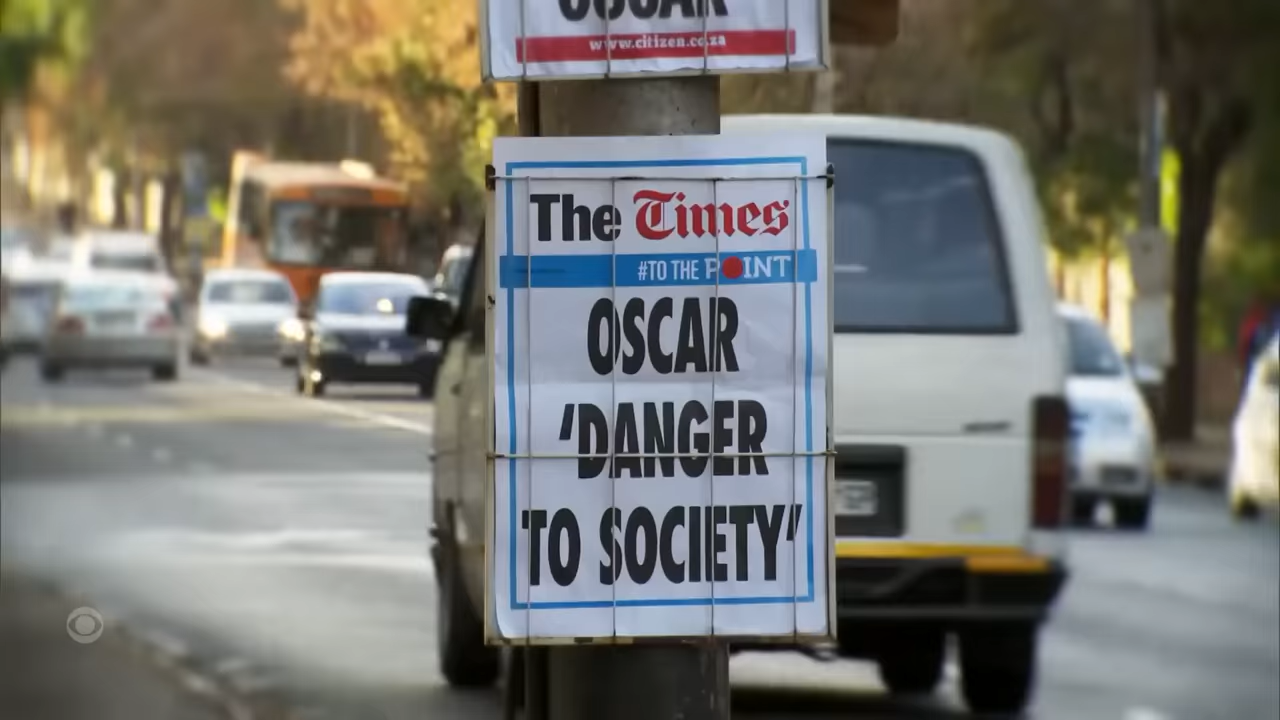 OSCAR
www.citizen.co.za
The Times
#TO THE POINT
OSCAR
'DANGER
TO SOCIETY'